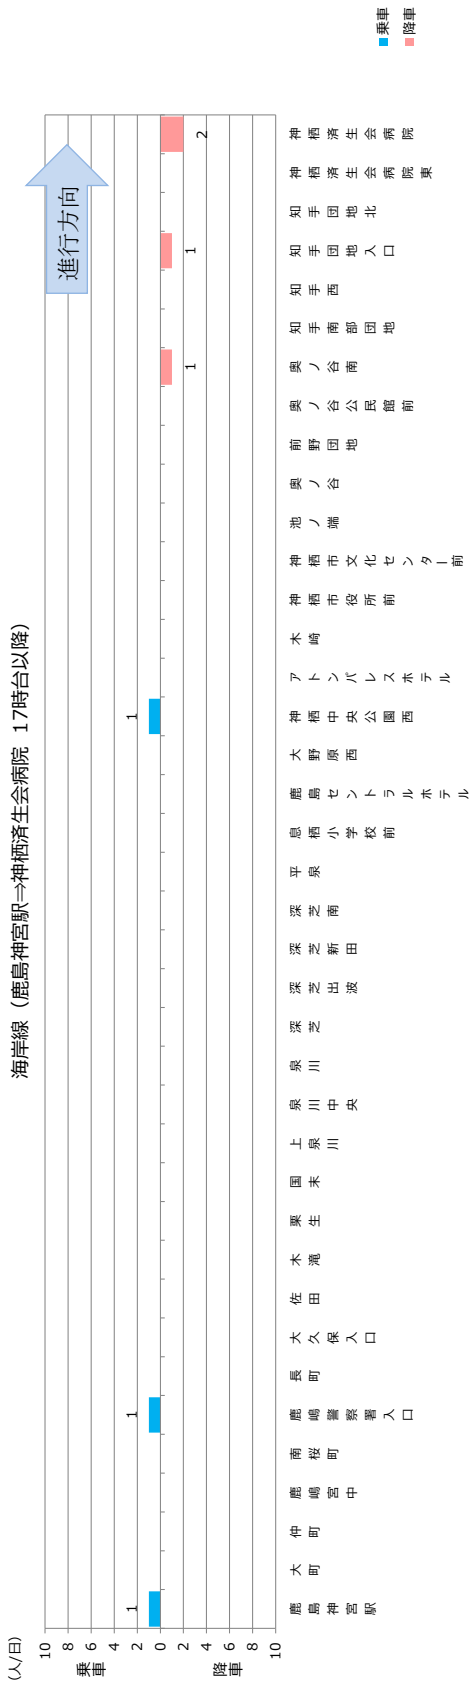 海岸線（鹿島神宮駅⇒神栖済生会病院 17時台以降）
（人/日）
進行方向
乗車
降車
10
8
6
4
2
0
2
4
6
8
10
乗車
降車
1
1
1
1
1
2
鹿島神宮駅
大町
仲町
鹿嶋宮中
南桜町
鹿嶋警察署入口
長町
大久保入口
佐田
木滝
栗生
国末
上泉川
泉川中央
泉川
深芝
深芝出波
深芝新田
深芝南
平泉
息栖小学校前
鹿島セントラルホテル
大野原西
神栖中央公園西
アトンパレスホテル
木崎
神栖市役所前
神栖市文化センター前
池ノ端
奥ノ谷
前野団地
奥ノ谷公民館前
奥ノ谷南
知手南部団地
知手西
知手団地入口
知手団地北
神栖済生会病院東
神栖済生会病院